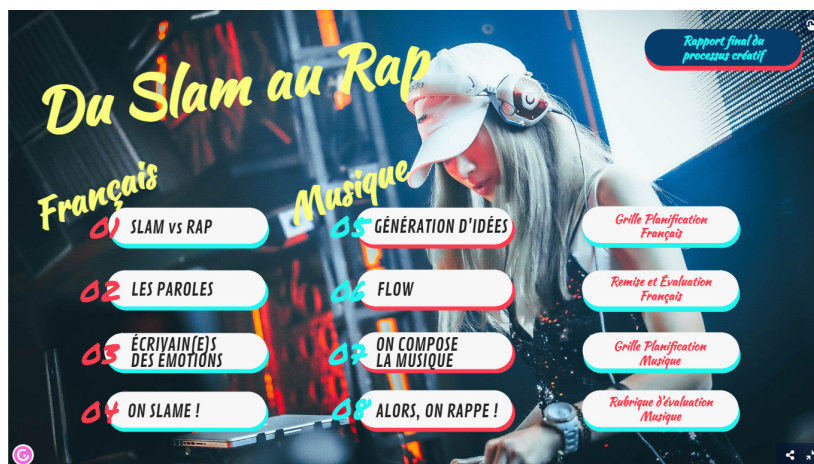 Du Slam au Rap
Rapport final du
processus créatif
Français
01 SLAM vs RAP
02 LES PAROLES
03 ÉCRIVAIN(E)S
DES ÉMOTIONS
04 ON SLAME !
Musique
05 GÉNÉRATION D'IDÉES
06 FLOW
07 ON COMPOSE
LA MUSIQUE
08 ALORS, ON RAPPE !
Grille Planification
Français
Remise et Évaluation
Français
Grille Planification
Musique
Rubrique d'évaluation
Musique